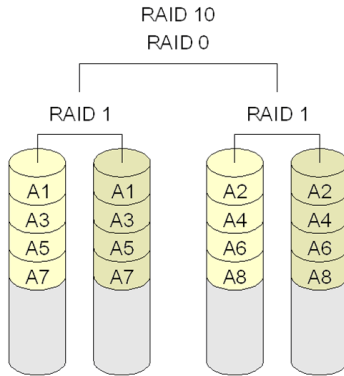 RAID 10
RAID 0
RAID 1 RAID 1
A1 A1 A2 A2
A3 A3 A4 A4
A5 A5 A6 A6
A7 A7 A8 A8